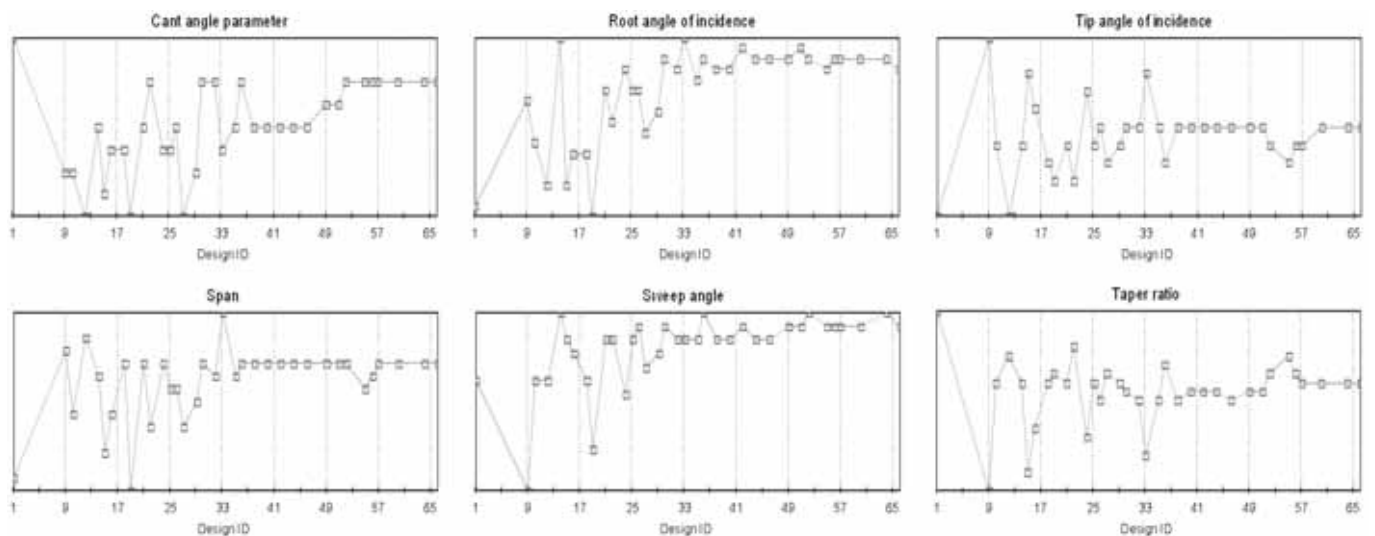 Cant angle parameter
1 9 17 25 33 41 49 57 65
Design ID
Root angle of incidence
1 9 17 25 33 41 49 57 65
Design ID
Tip angle of incidence
1 9 17 25 33 41 49 57 65
Design ID
Span
1 9 17 25 33 41 49 57 65
Design ID
Sweep angle
1 9 17 25 33 41 49 57 65
Design ID
Taper ratio
1 9 17 25 33 41 49 57 65
Design ID